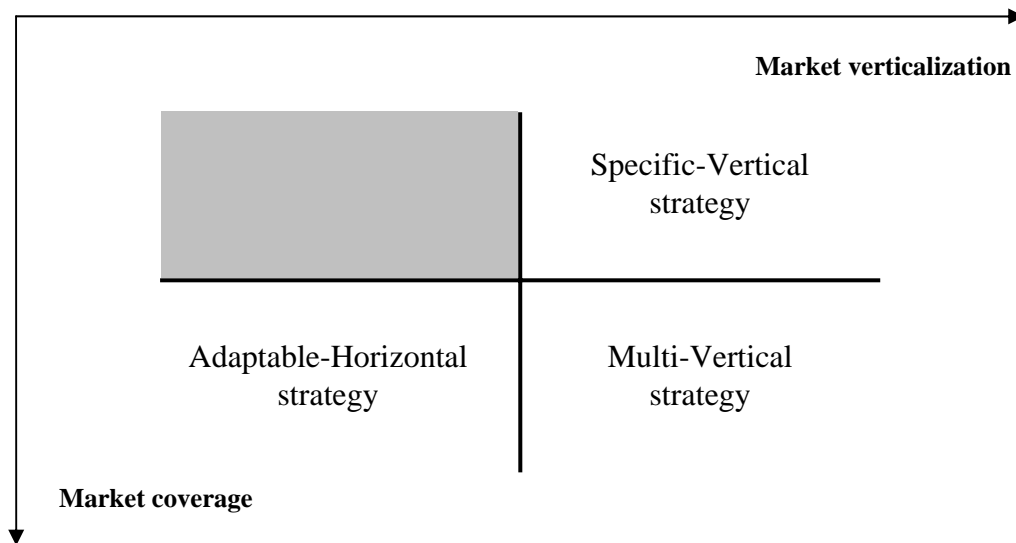 Market verticalization
Specific-Vertical
strategy
Adaptable-Horizontal
strategy
Multi-Vertical
strategy
Market coverage